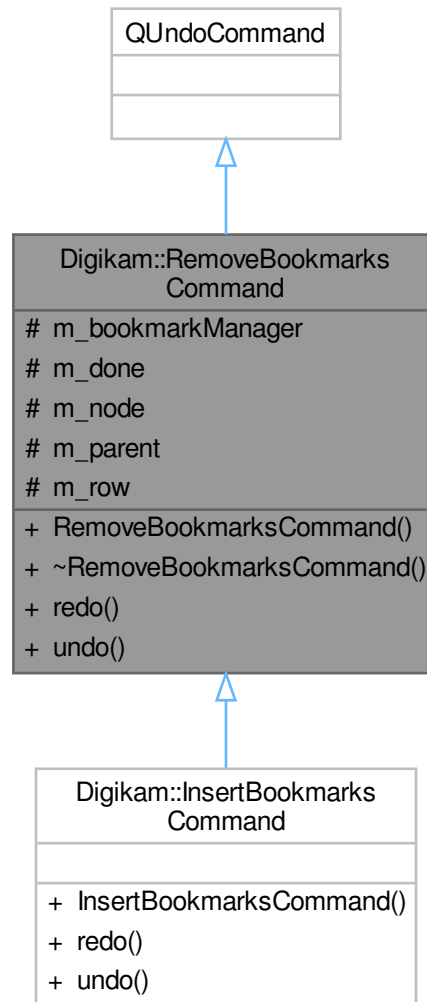 QUndoCommand
Digikam::RemoveBookmarks
Command
# m_bookmarkManager
# m_done
# m_node
# m_parent
# m_row
+ RemoveBookmarksCommand()
+ ~RemoveBookmarksCommand()
+ redo()
+ undo()
Digikam::InsertBookmarks
Command
+ InsertBookmarksCommand()
+ redo()
+ undo()